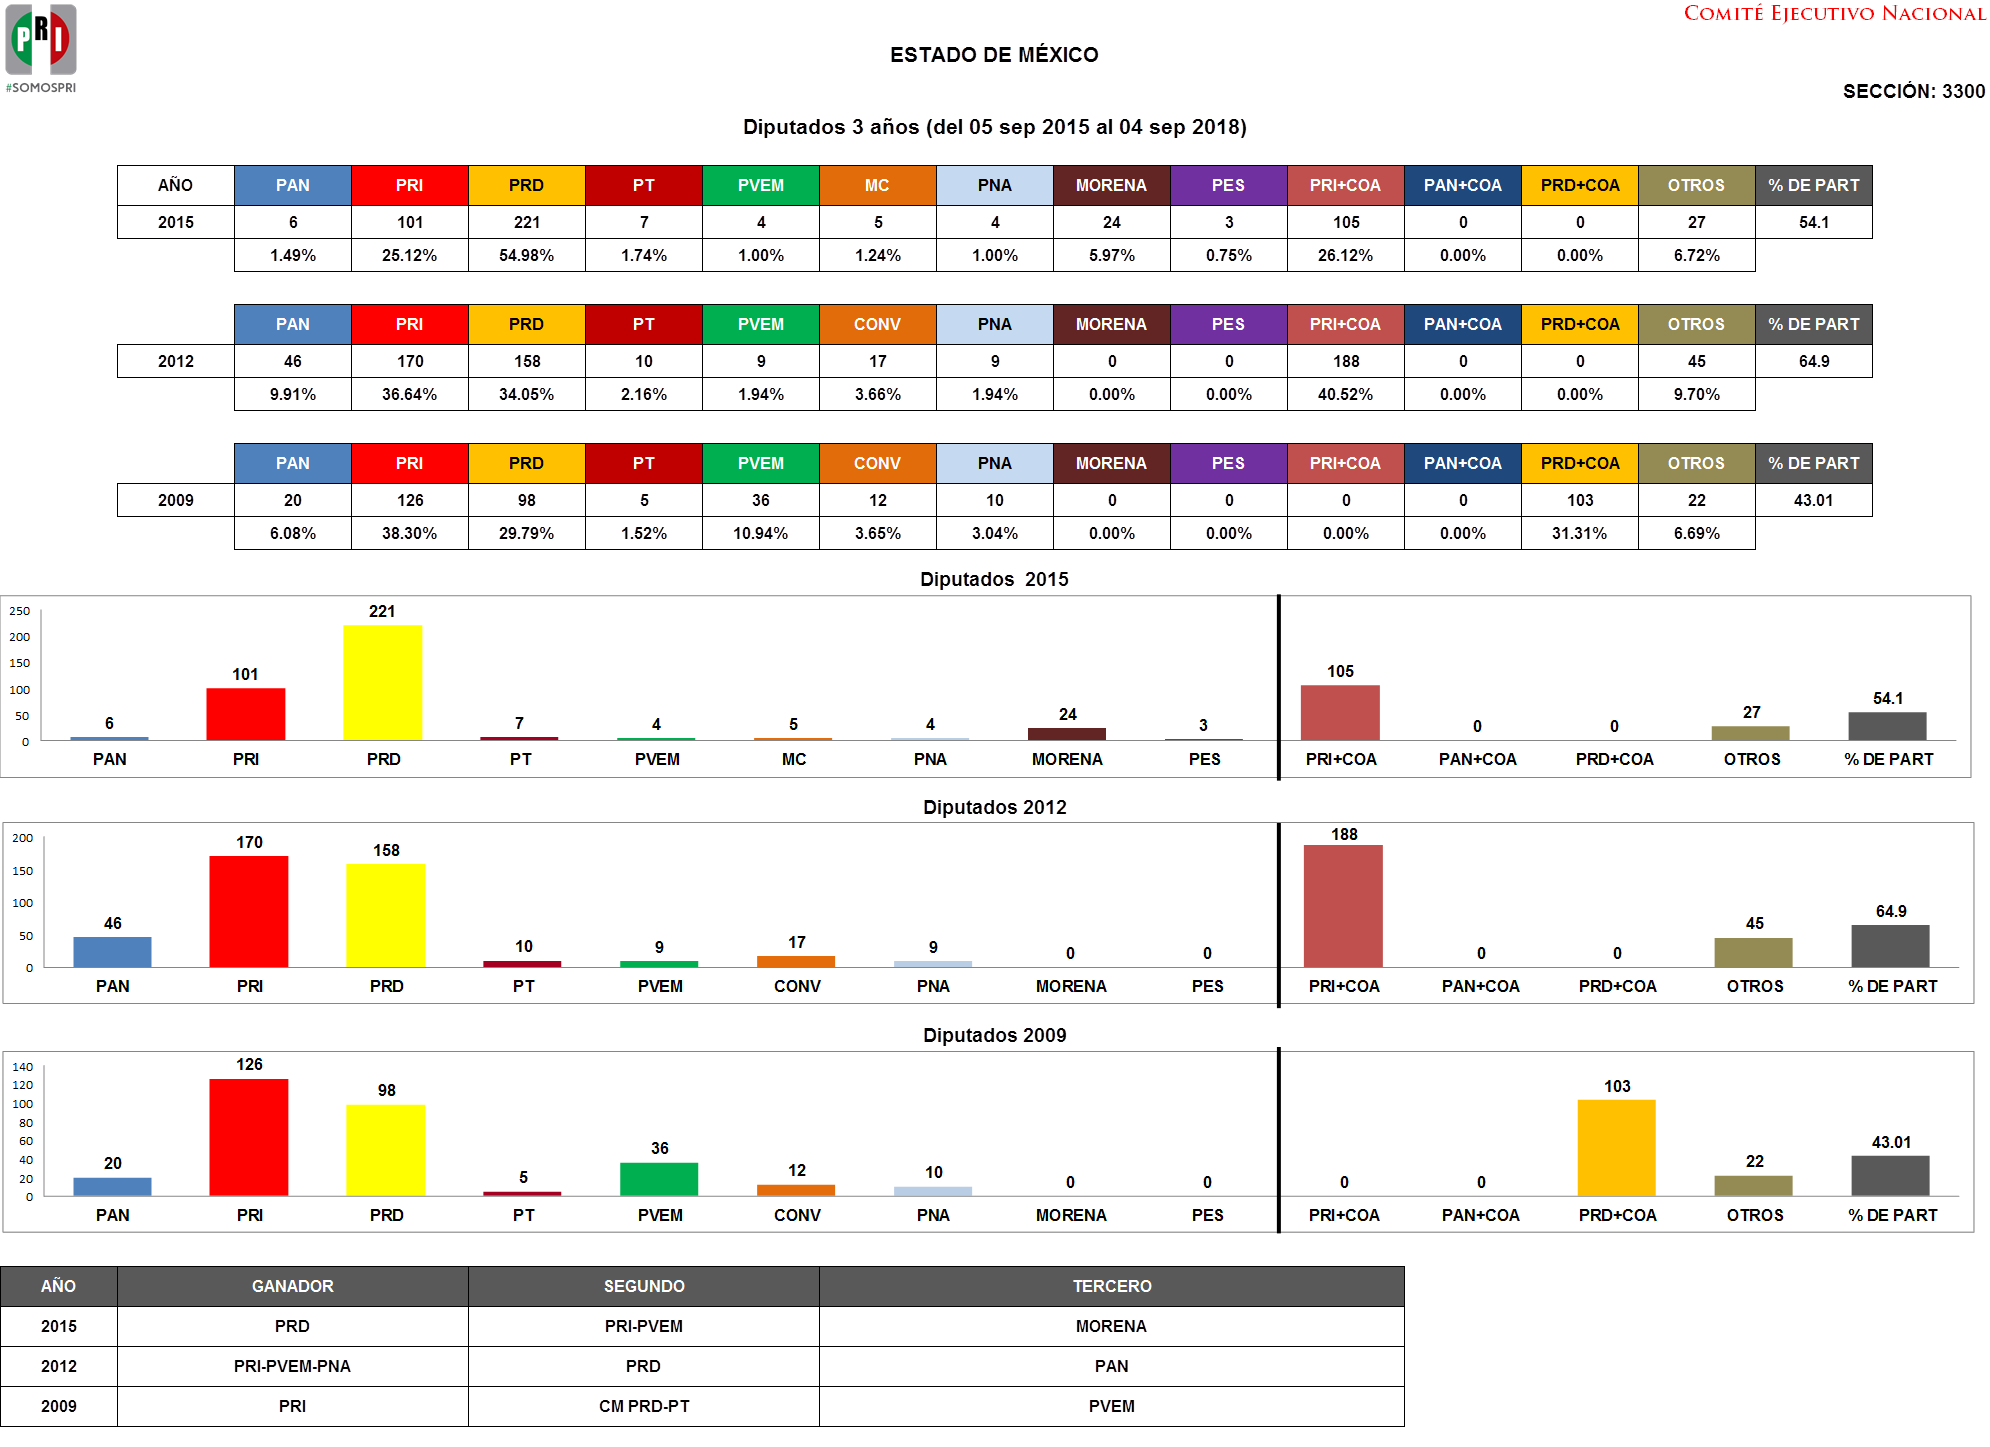 PRI
#SOMOSPRI
COMITÉ EJECUTIVO NACIONAL
ESTADO DE MÉXICO
SECCIÓN: 3300
Diputados 3 años (del 05 sep 2015 al 04 sep 2018)
AÑO PAN PRI PRD PT PVEM MC PNA MORENA PES PRI+COA PAN+COA PRD+COA OTROS % DE PART
2015 6 101 221 7 4 5 4 24 3 105 0 0 27 54.1
1.49% 25.12% 54.98% 1.74% 1.00% 1.24% 1.00% 5.97% 0.75% 26.12% 0.00% 0.00% 6.72%
PAN PRI PRD PT PVEM CONV PNA MORENA PES PRI+COA PAN+COA PRD+COA OTROS % DE PART
2012 46 170 158 10 9 17 9 0 0 188 0 0 45 64.9
9.91% 36.64% 34.05% 2.16% 1.94% 3.66% 1.94% 0.00% 0.00% 40.52% 0.00% 0.00% 9.70%
PAN PRI PRD PT PVEM CONV PNA MORENA PES PRI+COA PAN+COA PRD+COA OTROS % DE PART
2009 20 126 98 5 36 12 10 0 0 0 0 103 22 43.01
6.08% 38.30% 29.79% 1.52% 10.94% 3.65% 3.04% 0.00% 0.00% 0.00% 0.00% 31.31% 6.69%
Diputados 2015
250
200
150
100
50
0
6 101 221 7 4 5 4 24 3 105 0 0 27 54.1
PAN PRI PRD PT PVEM MC PNA MORENA PES PRI+COA PAN+COA PRD+COA OTROS % DE PART
Diputados 2012
200
150
100
50
0
46 170 158 10 9 17 9 0 0 188 0 0 45 64.9
PAN PRI PRD PT PVEM CONV PNA MORENA PES PRI+COA PAN+COA PRD+COA OTROS % DE PART
Diputados 2009
140
120
100
80
60
40
20
0
20 126 98 5 36 12 10 0 0 0 0 103 22 43.01
PAN PRI PRD PT PVEM CONV PNA MORENA PES PRI+COA PAN+COA PRD+COA OTROS % DE PART
AÑO GANADOR SEGUNDO TERCERO
2015 PRD PRI-PVEM MORENA
2012 PRI-PVEM-PNA PRD PAN
2009 PRI CM PRD-PT PVEM